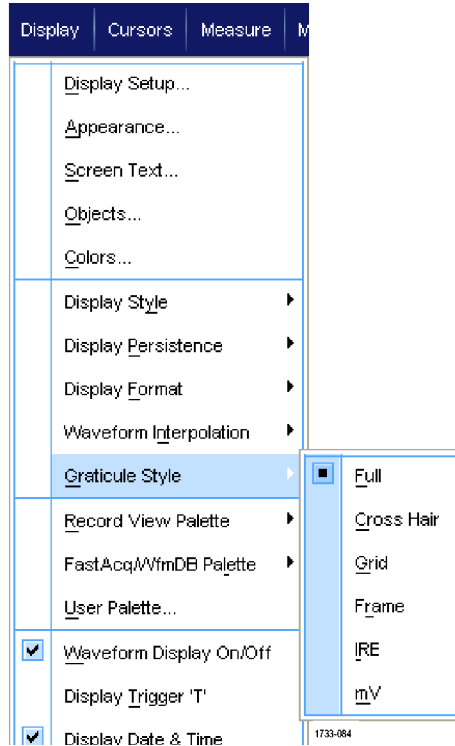 Display Cursors Measure M
Display Setup...
Appearance...
Screen Text...
Objects...
Colors...
Display Style
Display Persistence
Display Format
Waveform Interpolation
Graticule Style
Full
Record View Palette
Cross Hair
FastAcq/WfmDB Palette
Grid
User Palette...
Frame
Waveform Display On/Off
IRE
Display Trigger 'T'
mV
Display Date & Time
1733-084